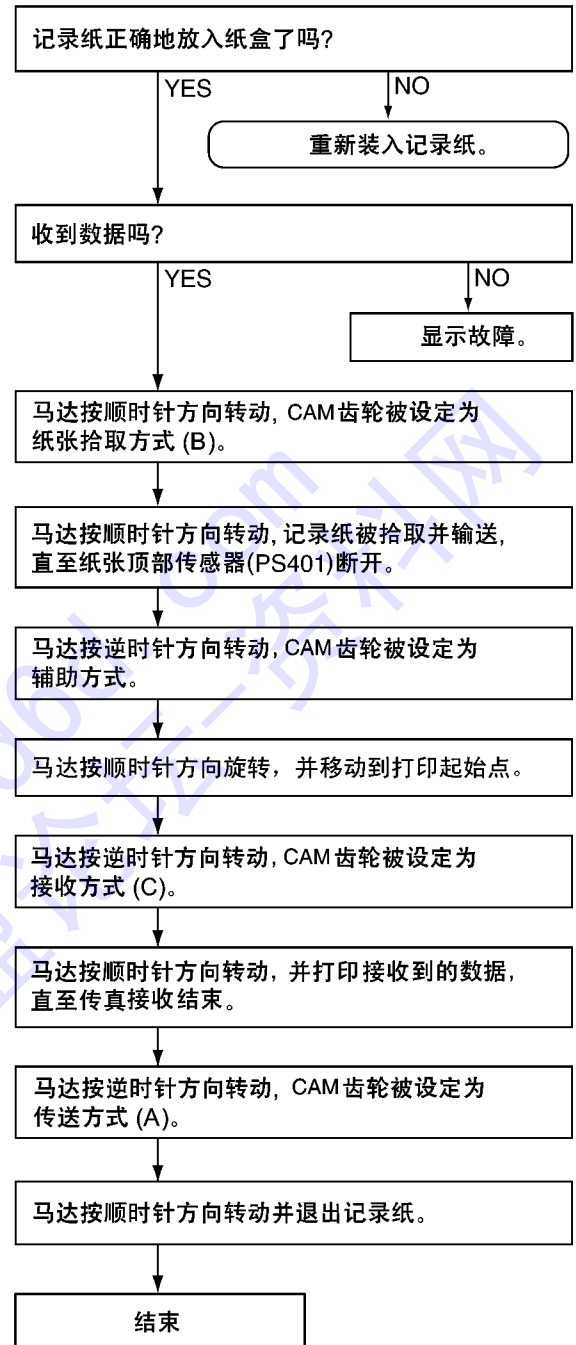 记录纸正确地放入纸盒了吗?
YES
NO
重新装入记录纸。
收到数据吗?
YES
NO
显示故障。
马达按顺时针方向转动, CAM齿轮被设定为
纸张拾取方式 (B)。
马达按顺时针方向转动, 记录纸被拾取并输送,
直至纸张顶部传感器(PS401)断开。
马达按逆时针方向转动, CAM齿轮被设定为
辅助方式。
马达按顺时针方向旋转，并移动到打印起始点。
马达按逆时针方向转动, CAM齿轮被设定为
接收方式 (C)。
马达按顺时针方向转动, 并打印接收到的数据,
直至传真接收结束。
马达按逆时针方向转动, CAM齿轮被设定为
传送方式 (A)。
马达按顺时针方向转动并退出记录纸。
结束